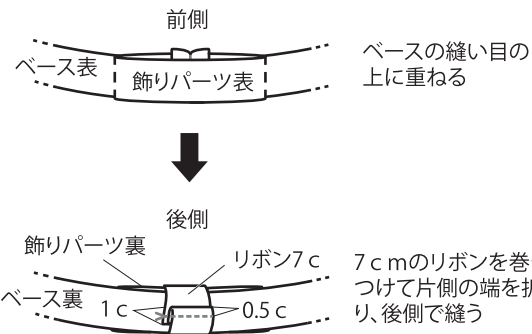 前側
ベースの縫い目の
上に重ねる
ベース表
飾りパーツ表
後側
飾りパーツ裏
リボン7c
7cmのリボンを巻
つけて片側の端を折
り、後側で縫う
ベース裏
1c
0.5c